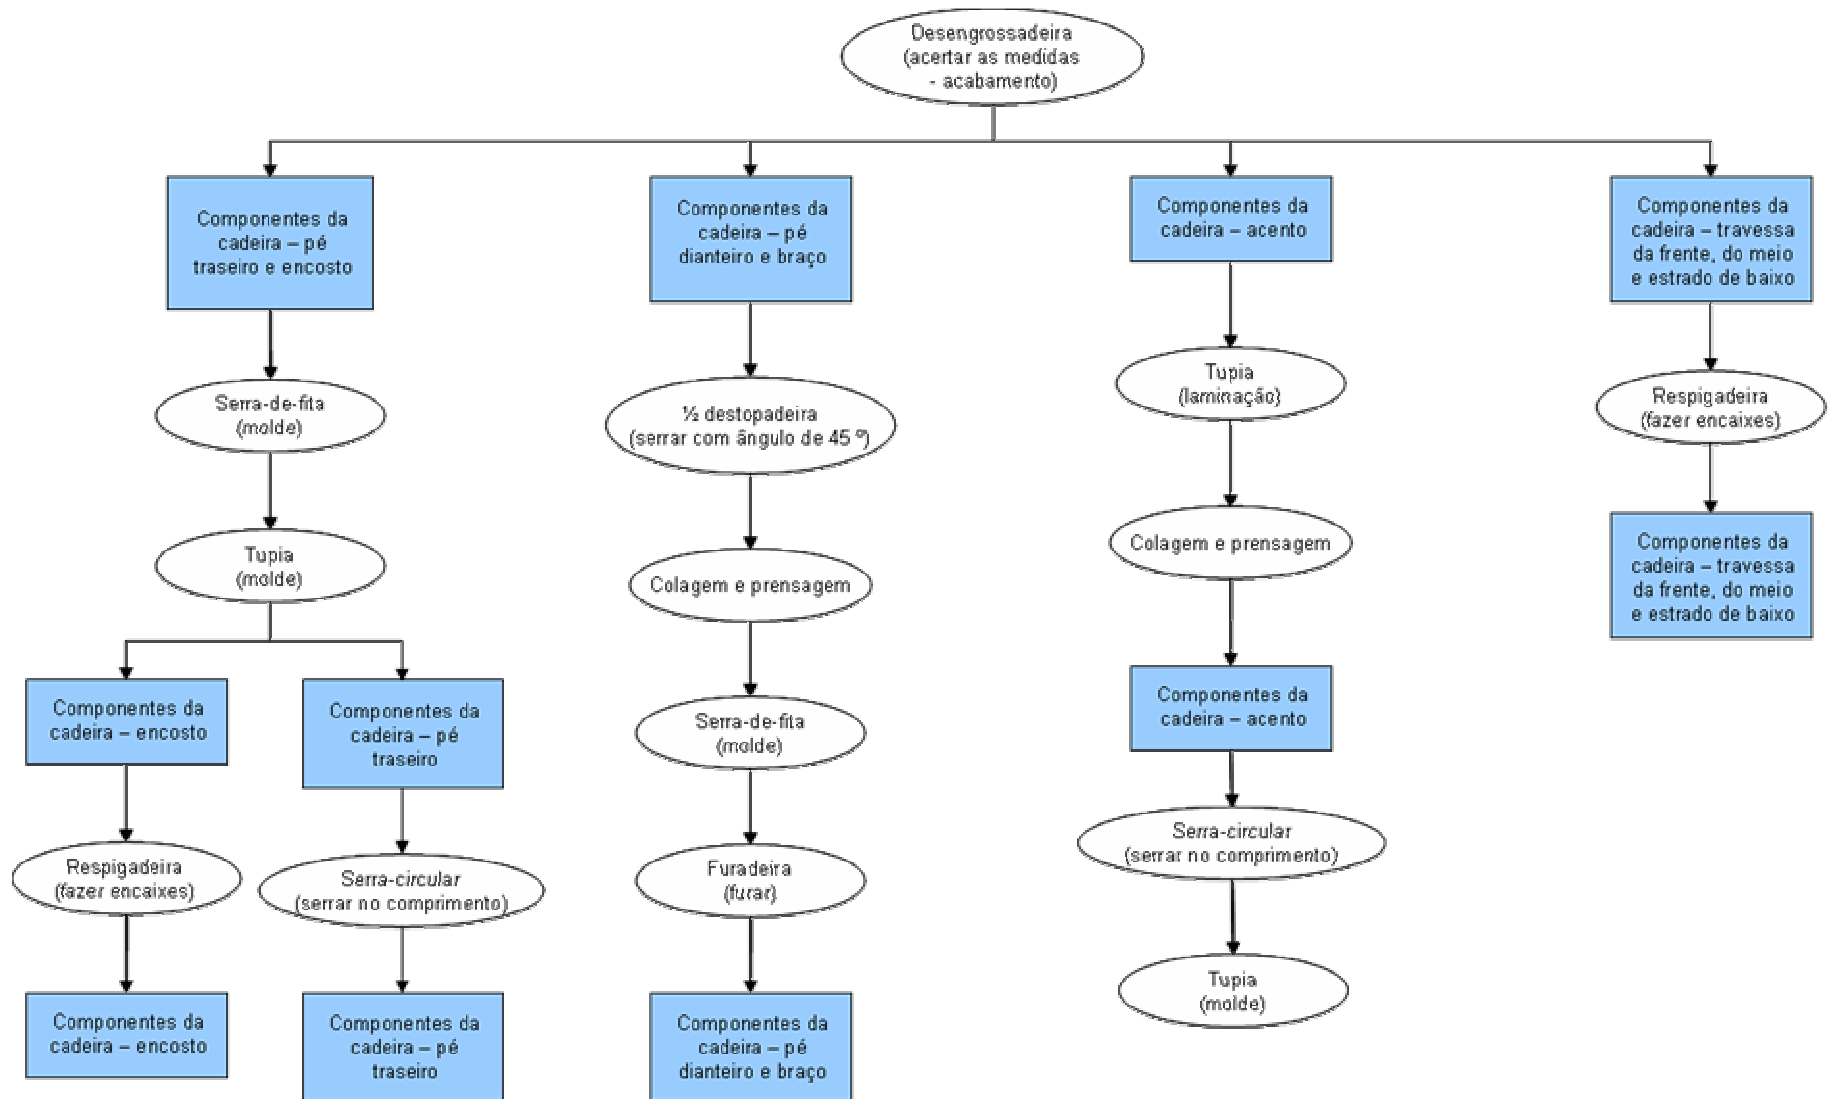 Desengrossadeira
(acertar as medidas
- acabamento)
Componentes da
cadeira – pé
traseiro e encosto
Serra-de-fita
(molde)
Tupia
(molde)
Componentes da
cadeira – encosto
Respigadeira
(fazer encaixes)
Componentes da
cadeira – encosto
Componentes da
cadeira – pé
traseiro
Serra-circular
(serrar no comprimento)
Componentes da
cadeira – pé
traseiro
Componentes da
cadeira – pé
dianteiro e braço
½ destopadeira
(serrar com ângulo de 45 º)
Colagem e prensagem
Serra-de-fita
(molde)
Furadeira
(furar)
Componentes da
cadeira – pé
dianteiro e braço
Componentes da
cadeira – acento
Tupia
(laminação)
Colagem e prensagem
Componentes da
cadeira – acento
Serra-circular
(serrar no comprimento)
Tupia
(molde)
Componentes da
cadeira – travessa
da frente, do meio
e estrado de baixo
Respigadeira
(fazer encaixes)
Componentes da
cadeira – travessa
da frente, do meio
e estrado de baixo